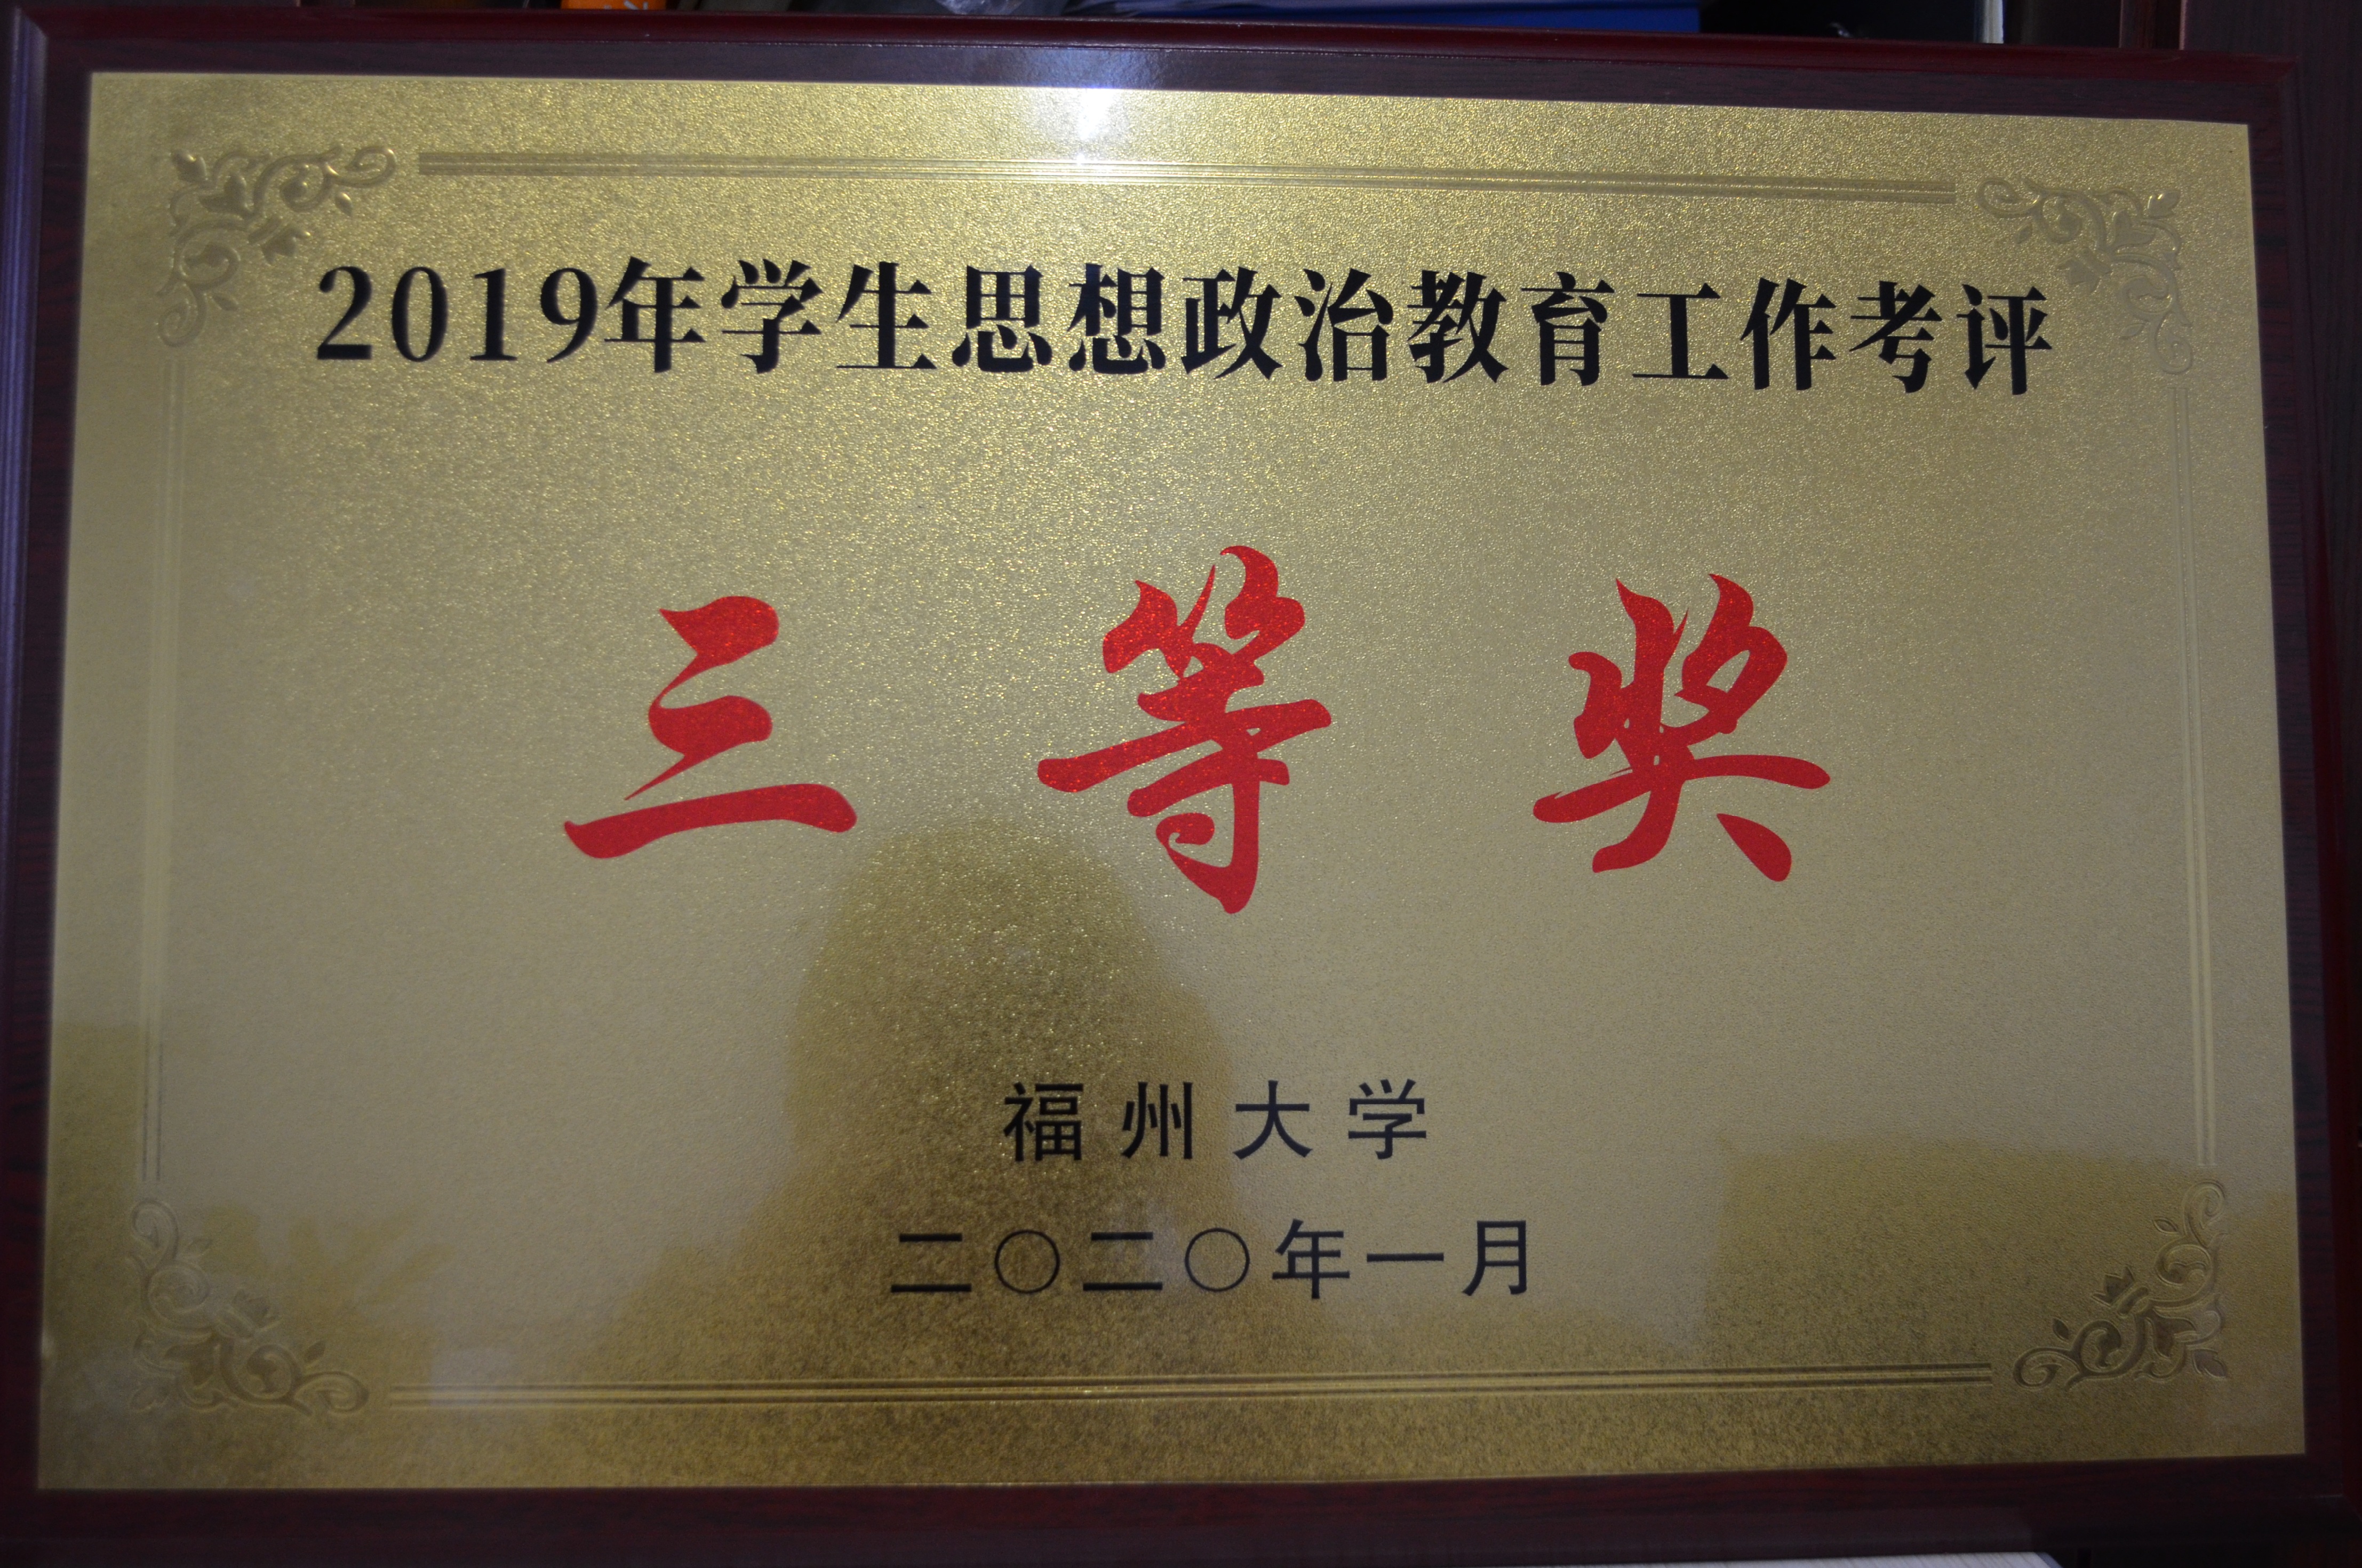 2019年学生思想政治教育工作考评
三等奖
福州大学
二〇二〇年一月